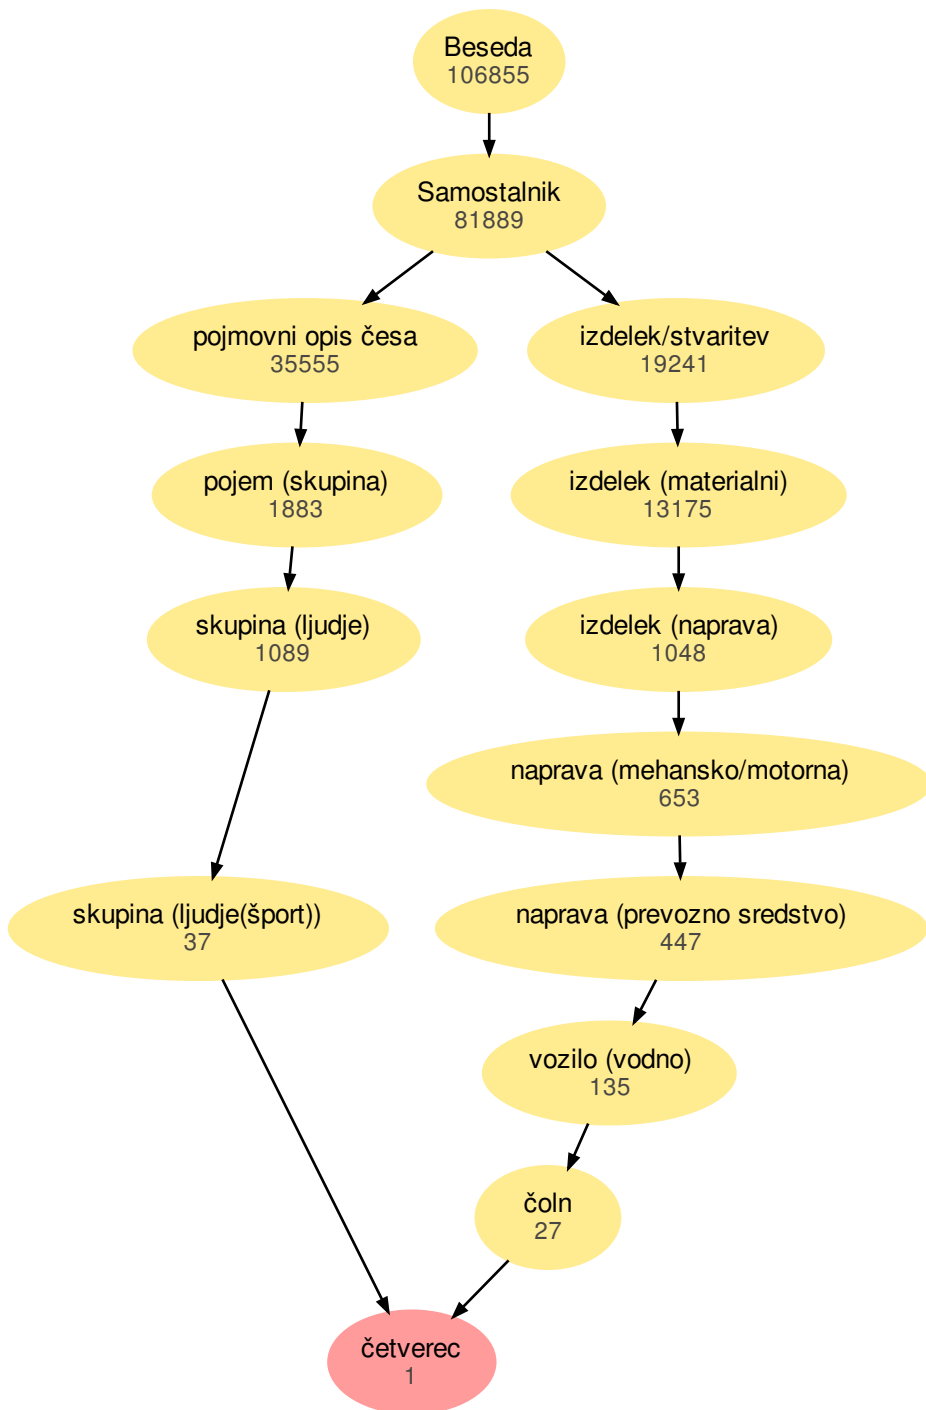 Beseda
106855
Samostalnik
81889
pojmovni opis česa
35555
izdelek/stvaritev
19241
pojem (skupina)
1883
izdelek (materialni)
13175
skupina (ljudje)
1089
izdelek (naprava)
1048
naprava (mehansko/motorna)
653
skupina (ljudje(šport))
37
naprava (prevozno sredstvo)
447
vozilo (vodno)
135
čoln
27
četverec
1